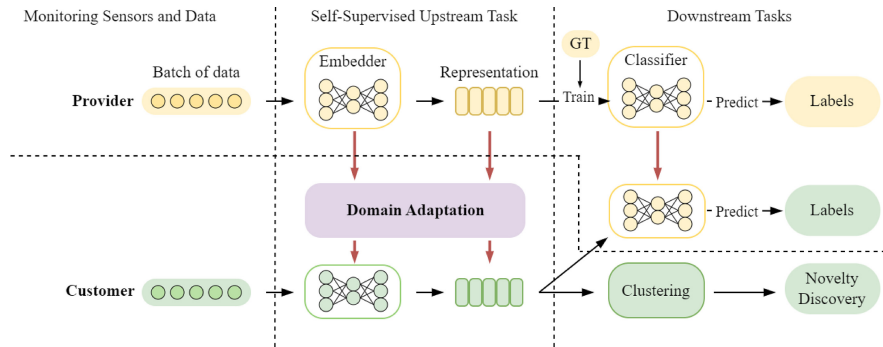 Monitoring Sensors and Data
Self-Supervised Upstream Task
Downstream Tasks
GT
Batch of data
Embedder
Representation
Classifier
Provider
Train
Predict
Labels
Domain Adaptation
Predict
Labels
Customer
Clustering
Novelty
Discovery